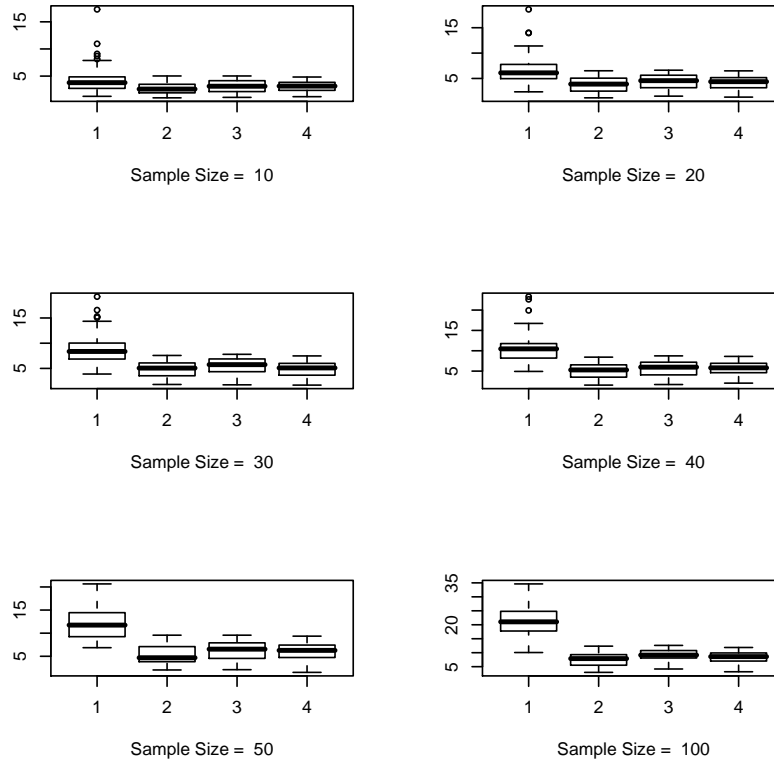 15
5
1 2 3 4
Sample Size = 10
15
5
1 2 3 4
Sample Size = 20
15
5
1 2 3 4
Sample Size = 30
15
5
1 2 3 4
Sample Size = 40
15
5
1 2 3 4
Sample Size = 50
35
20
5
1 2 3 4
Sample Size = 100